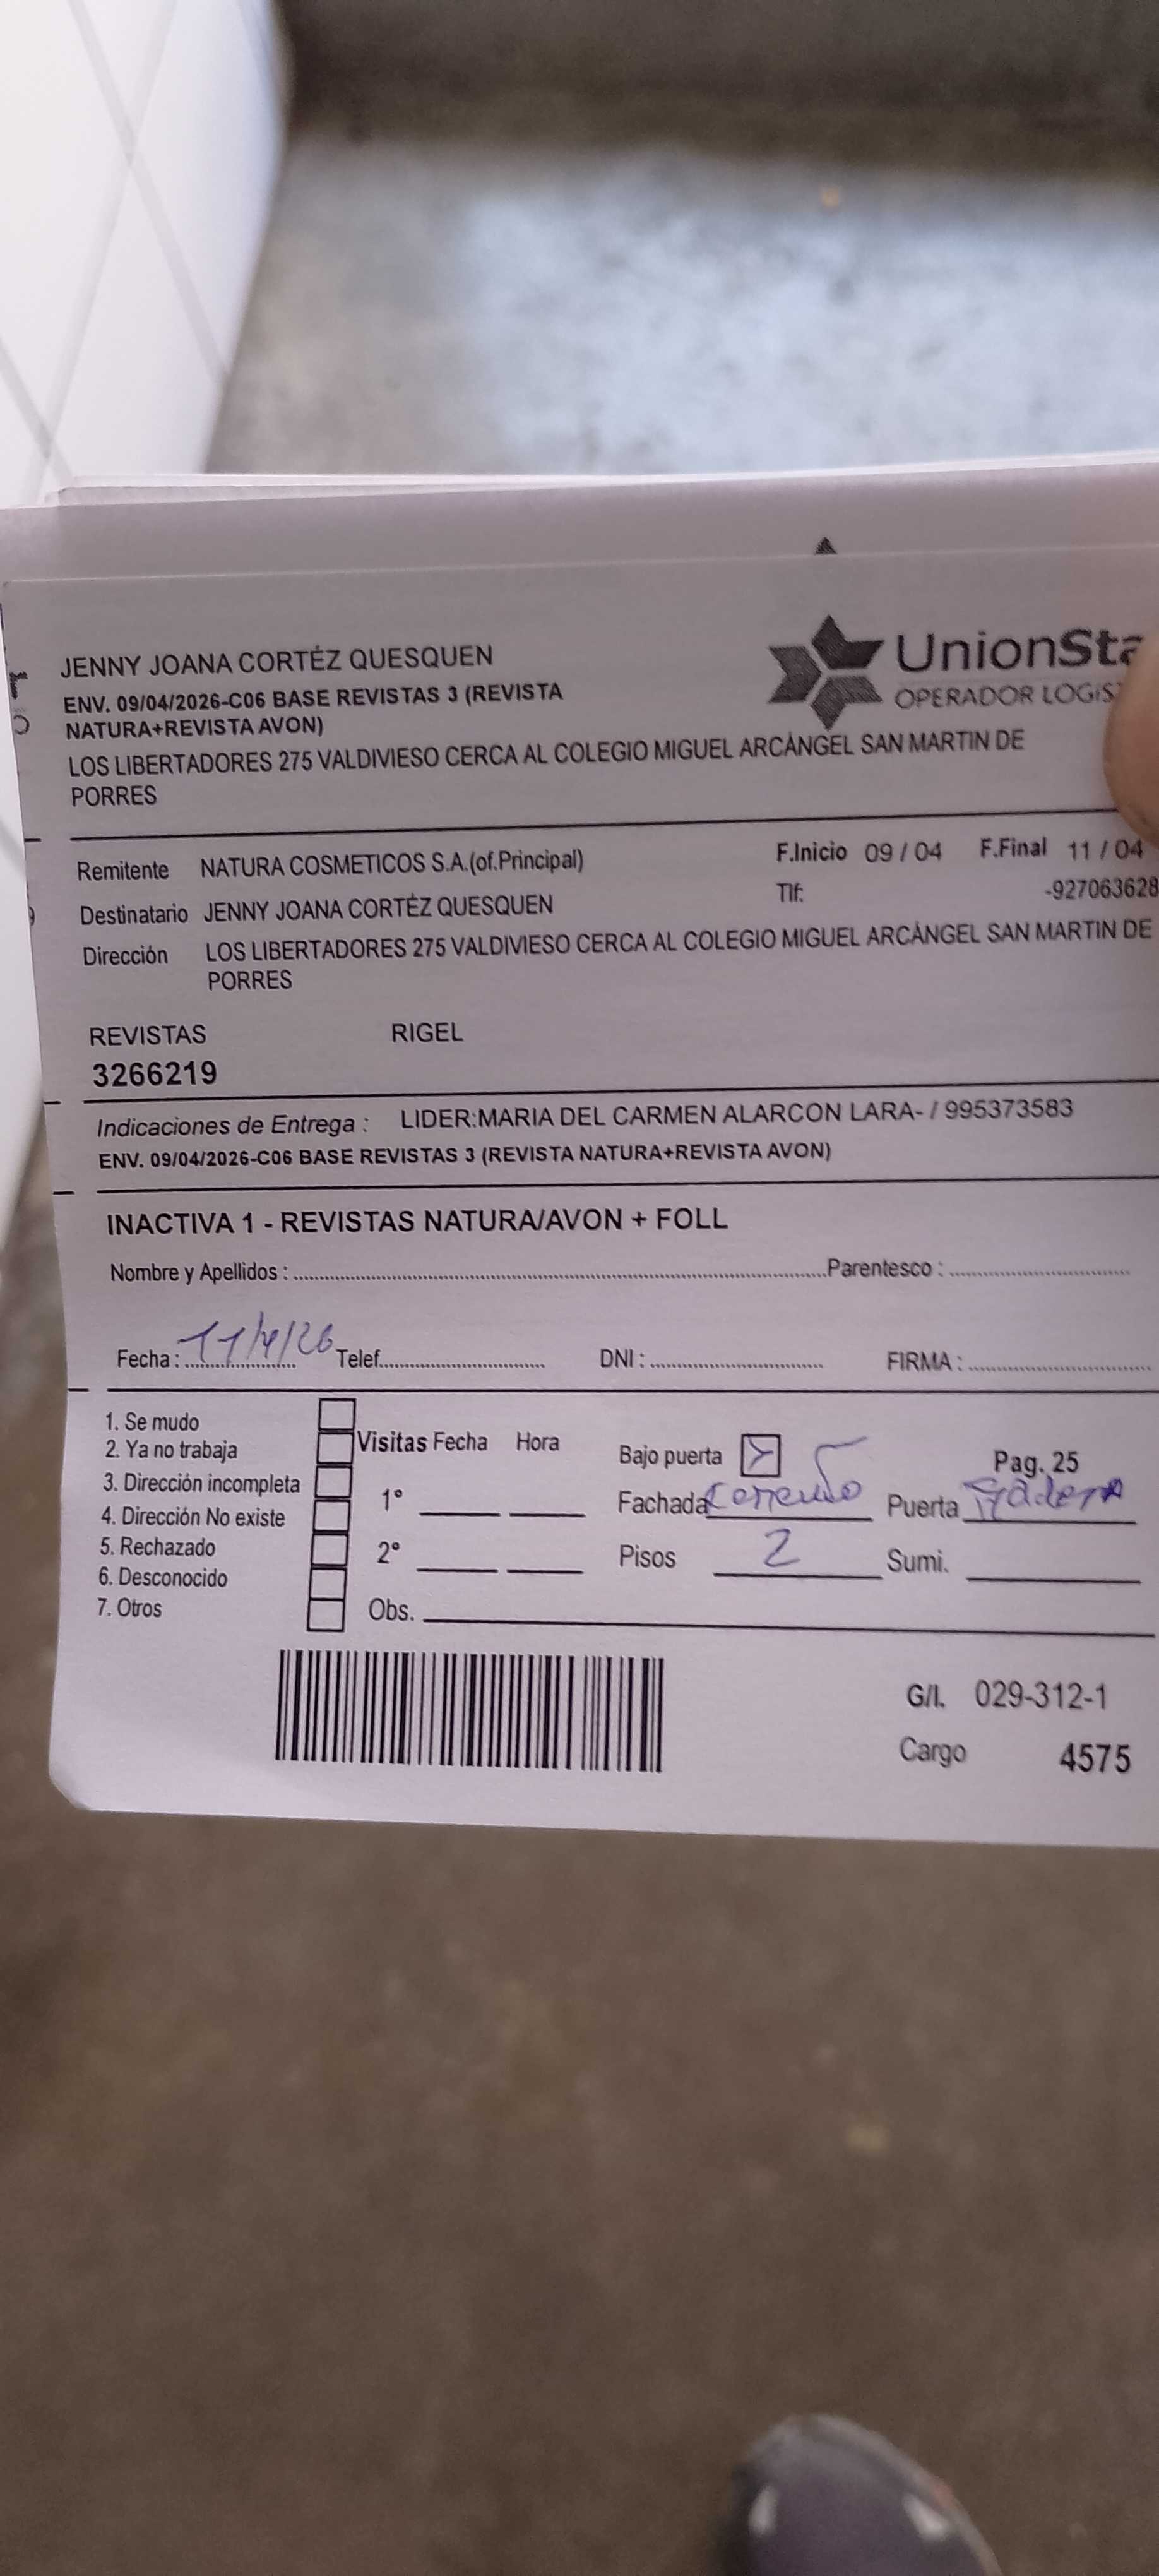 JENNY JOANA CORTÉZ QUESQUEN
ENV. 09/04/2026-C06 BASE REVISTAS 3 (REVISTA
NATURA+REVISTA AVON)
LOS LIBERTADORES 275 VALDIVIESO CERCA AL COLEGIO MIGUEL ARCÁNGEL SAN MARTIN DE
PORRES
UnionSta
OPERADOR LOGIS
Remitente NATURA COSMETICOS S.A.(of.Principal) F.Inicio 09 / 04 F.Final 11 / 04
Destinatario JENNY JOANA CORTÉZ QUESQUEN Tlf: -927063628
Dirección LOS LIBERTADORES 275 VALDIVIESO CERCA AL COLEGIO MIGUEL ARCÁNGEL SAN MARTIN DE
PORRES
REVISTAS RIGEL
3266219
Indicaciones de Entrega : LIDER:MARIA DEL CARMEN ALARCON LARA- / 995373583
ENV. 09/04/2026-C06 BASE REVISTAS 3 (REVISTA NATURA+REVISTA AVON)
INACTIVA 1 - REVISTAS NATURA/AVON + FOLL
Nombre y Apellidos : Parentesco :
Fecha : 11/4/26 Telef. DNI : FIRMA :
1. Se mudo
2. Ya no trabaja
3. Dirección incompleta
4. Dirección No existe
5. Rechazado
6. Desconocido
7. Otros
Visitas Fecha Hora
1°
2°
Obs.
Bajo puerta Pag. 25
Fachada Puerta
Pisos 2 Sumi.
G/I. 029-312-1
Cargo 4575